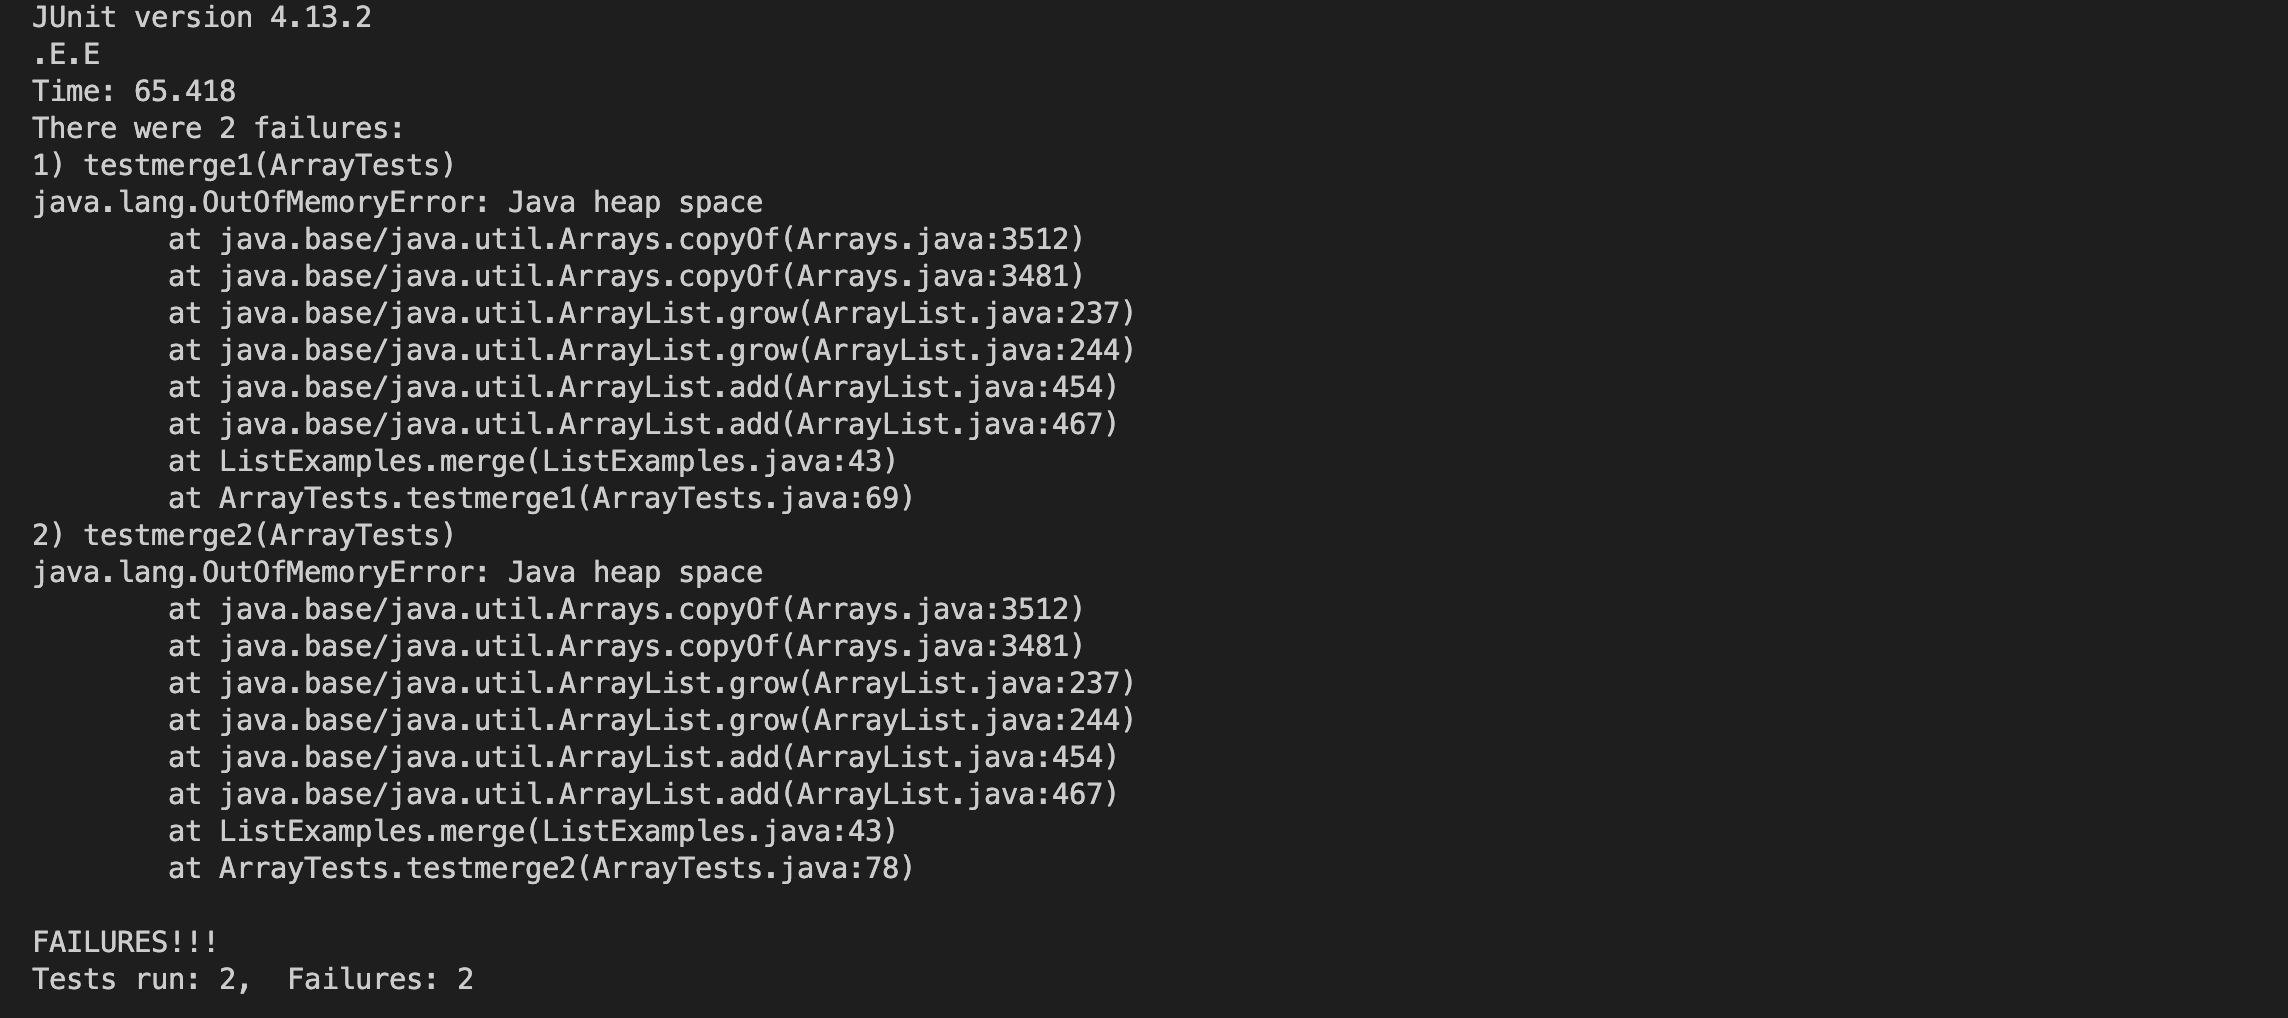 JUnit version 4.13.2
.E.E
Time: 65.418
There were 2 failures:
1) testmerge1(ArrayTests)
java.lang.OutOfMemoryError: Java heap space
        at java.base/java.util.Arrays.copyOf(Arrays.java:3512)
        at java.base/java.util.Arrays.copyOf(Arrays.java:3481)
        at java.base/java.util.ArrayList.grow(ArrayList.java:237)
        at java.base/java.util.ArrayList.grow(ArrayList.java:244)
        at java.base/java.util.ArrayList.add(ArrayList.java:454)
        at java.base/java.util.ArrayList.add(ArrayList.java:467)
        at ListExamples.merge(ListExamples.java:43)
        at ArrayTests.testmerge1(ArrayTests.java:69)
2) testmerge2(ArrayTests)
java.lang.OutOfMemoryError: Java heap space
        at java.base/java.util.Arrays.copyOf(Arrays.java:3512)
        at java.base/java.util.Arrays.copyOf(Arrays.java:3481)
        at java.base/java.util.ArrayList.grow(ArrayList.java:237)
        at java.base/java.util.ArrayList.grow(ArrayList.java:244)
        at java.base/java.util.ArrayList.add(ArrayList.java:454)
        at java.base/java.util.ArrayList.add(ArrayList.java:467)
        at ListExamples.merge(ListExamples.java:43)
        at ArrayTests.testmerge2(ArrayTests.java:78)

FAILURES!!!
Tests run: 2,  Failures: 2